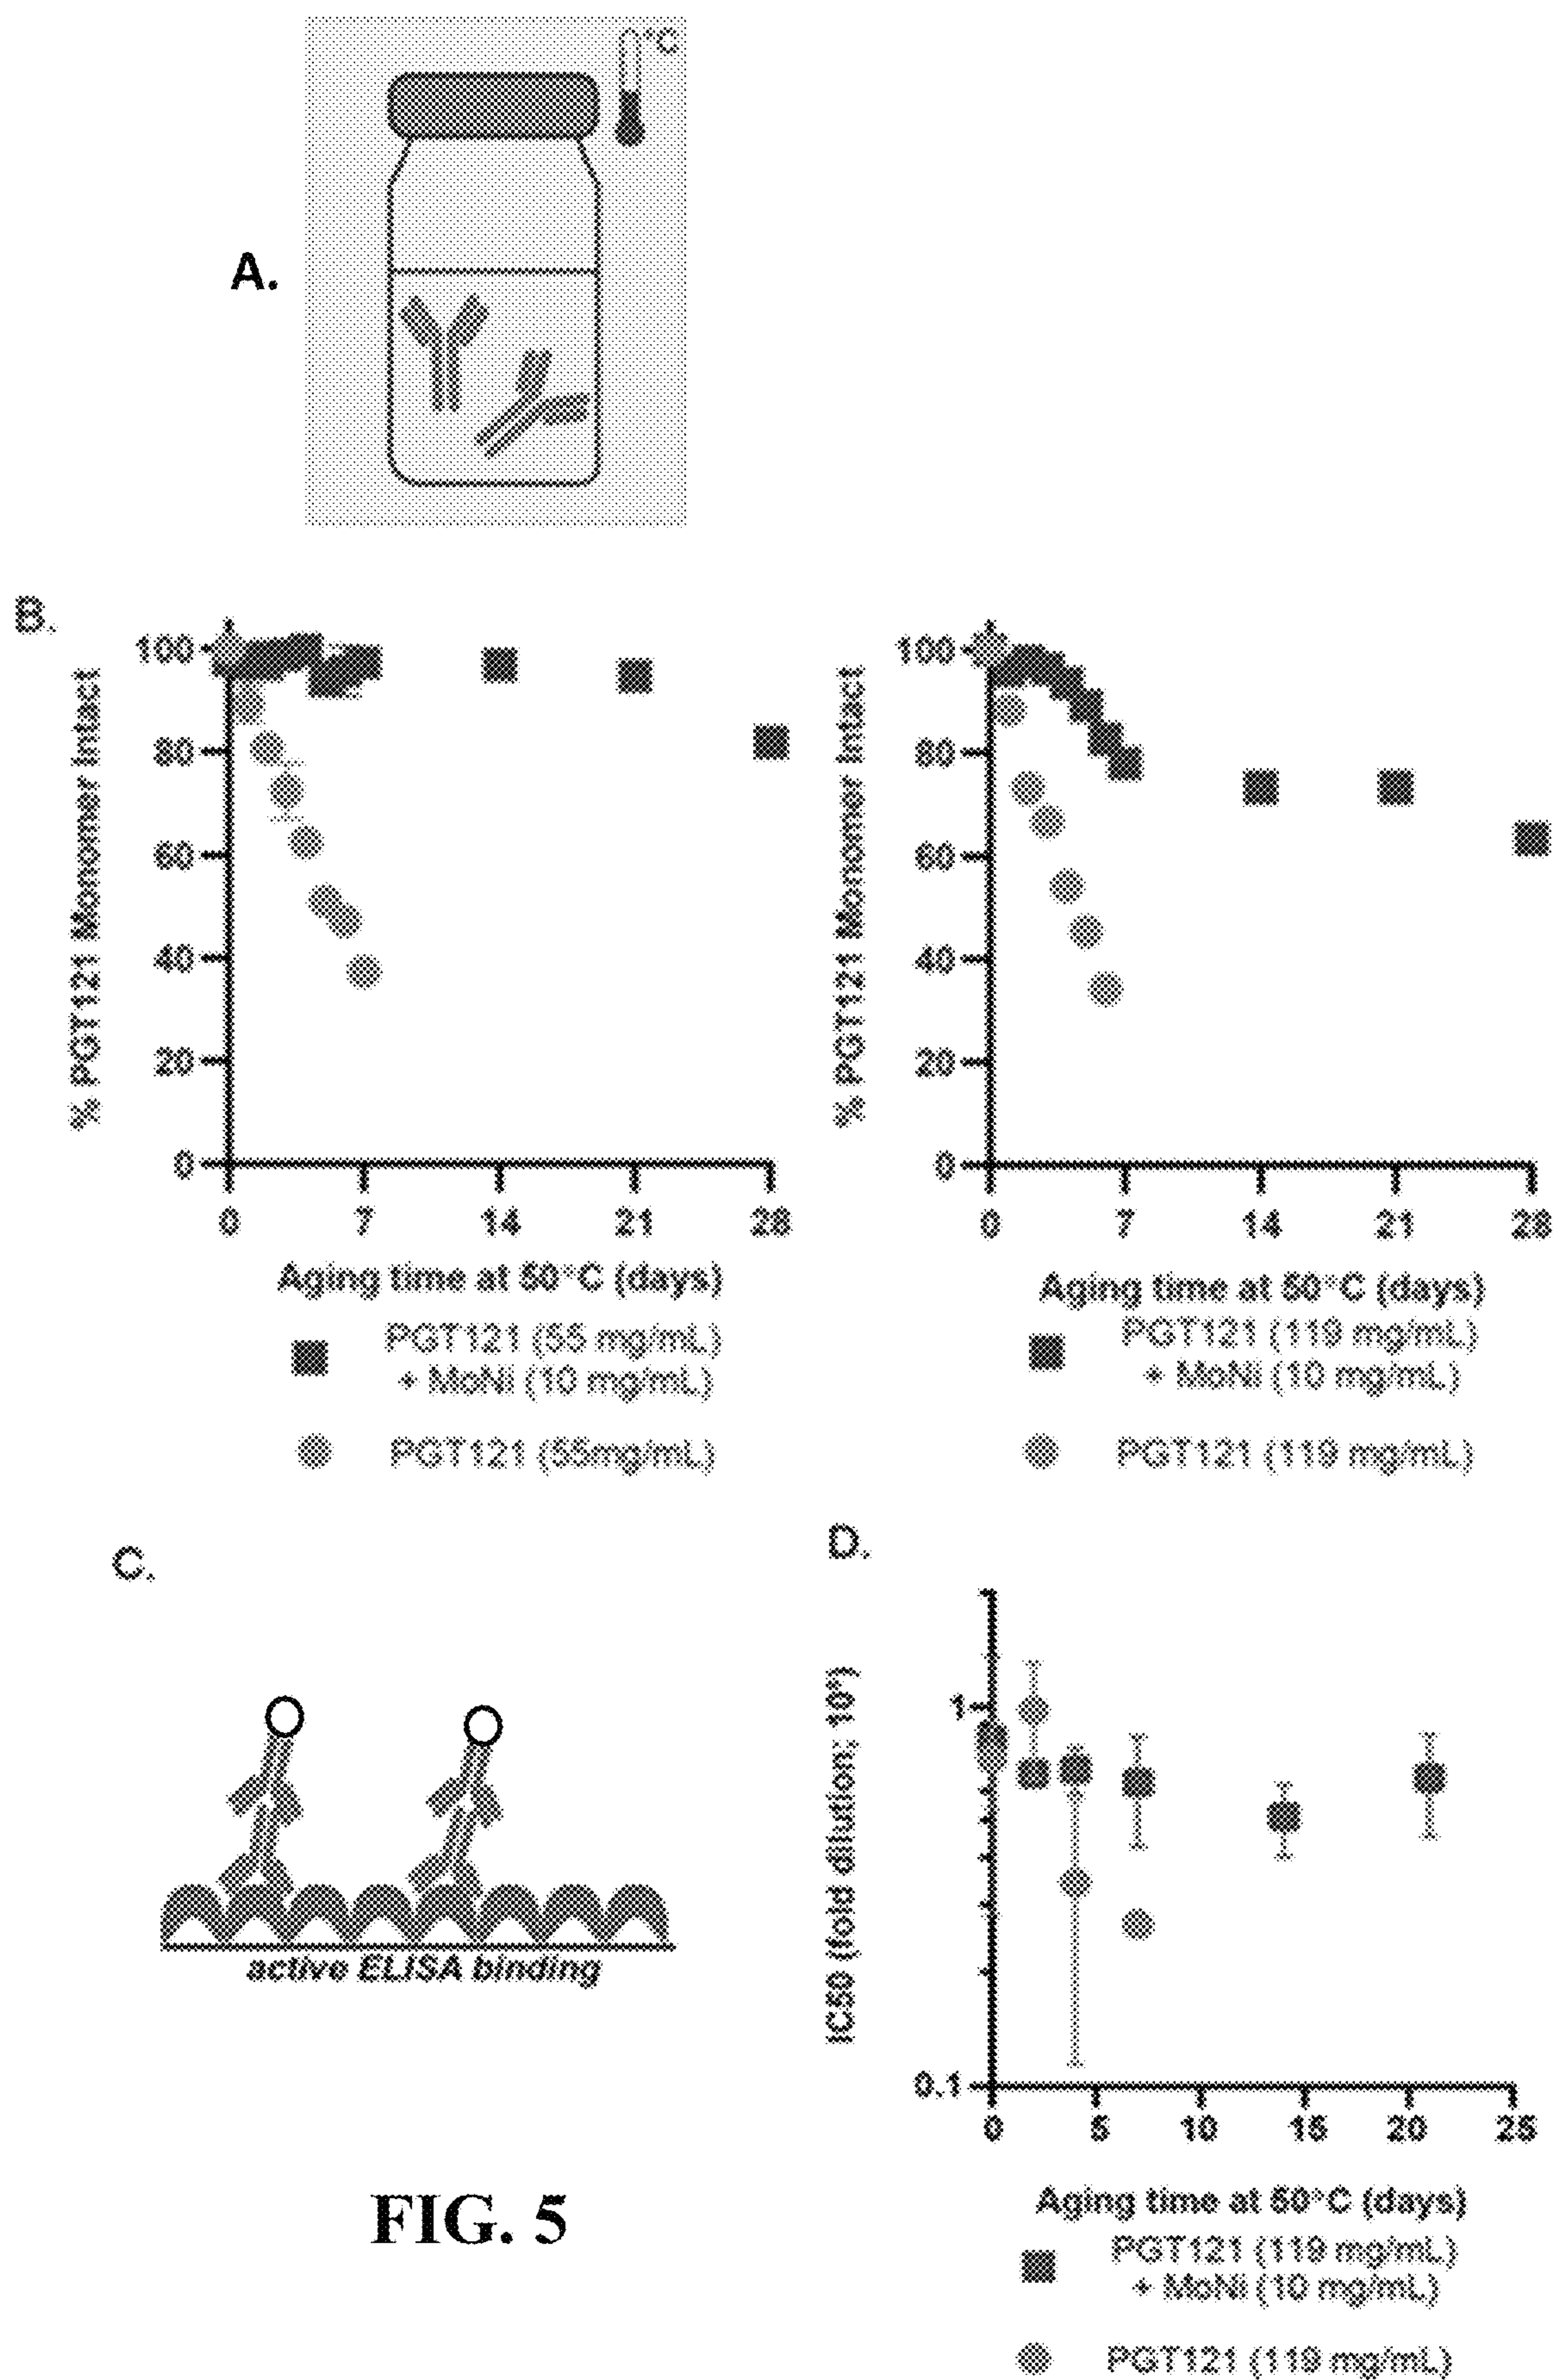 °C
A.
B.
% PGT121 Monomer Intact
100
80
60
40
20
0
0 7 14 21 28
Aging time at 50°C (days)
PGT121 (55 mg/mL)
+ MoNi (10 mg/mL)
PGT121 (55mg/mL)
% PGT121 Monomer Intact
100
80
60
40
20
0
0 7 14 21 28
Aging time at 50°C (days)
PGT121 (119 mg/mL)
+ MoNi (10 mg/mL)
PGT121 (119 mg/mL)
C.
active ELISA binding
D.
IC50 (fold dilution;
1
0.1
0 5 10 15 20 25
Aging time at 50°C (days)
PGT121 (119 mg/mL)
+ MoNi (10 mg/mL)
PGT121 (119 mg/mL)
FIG. 5